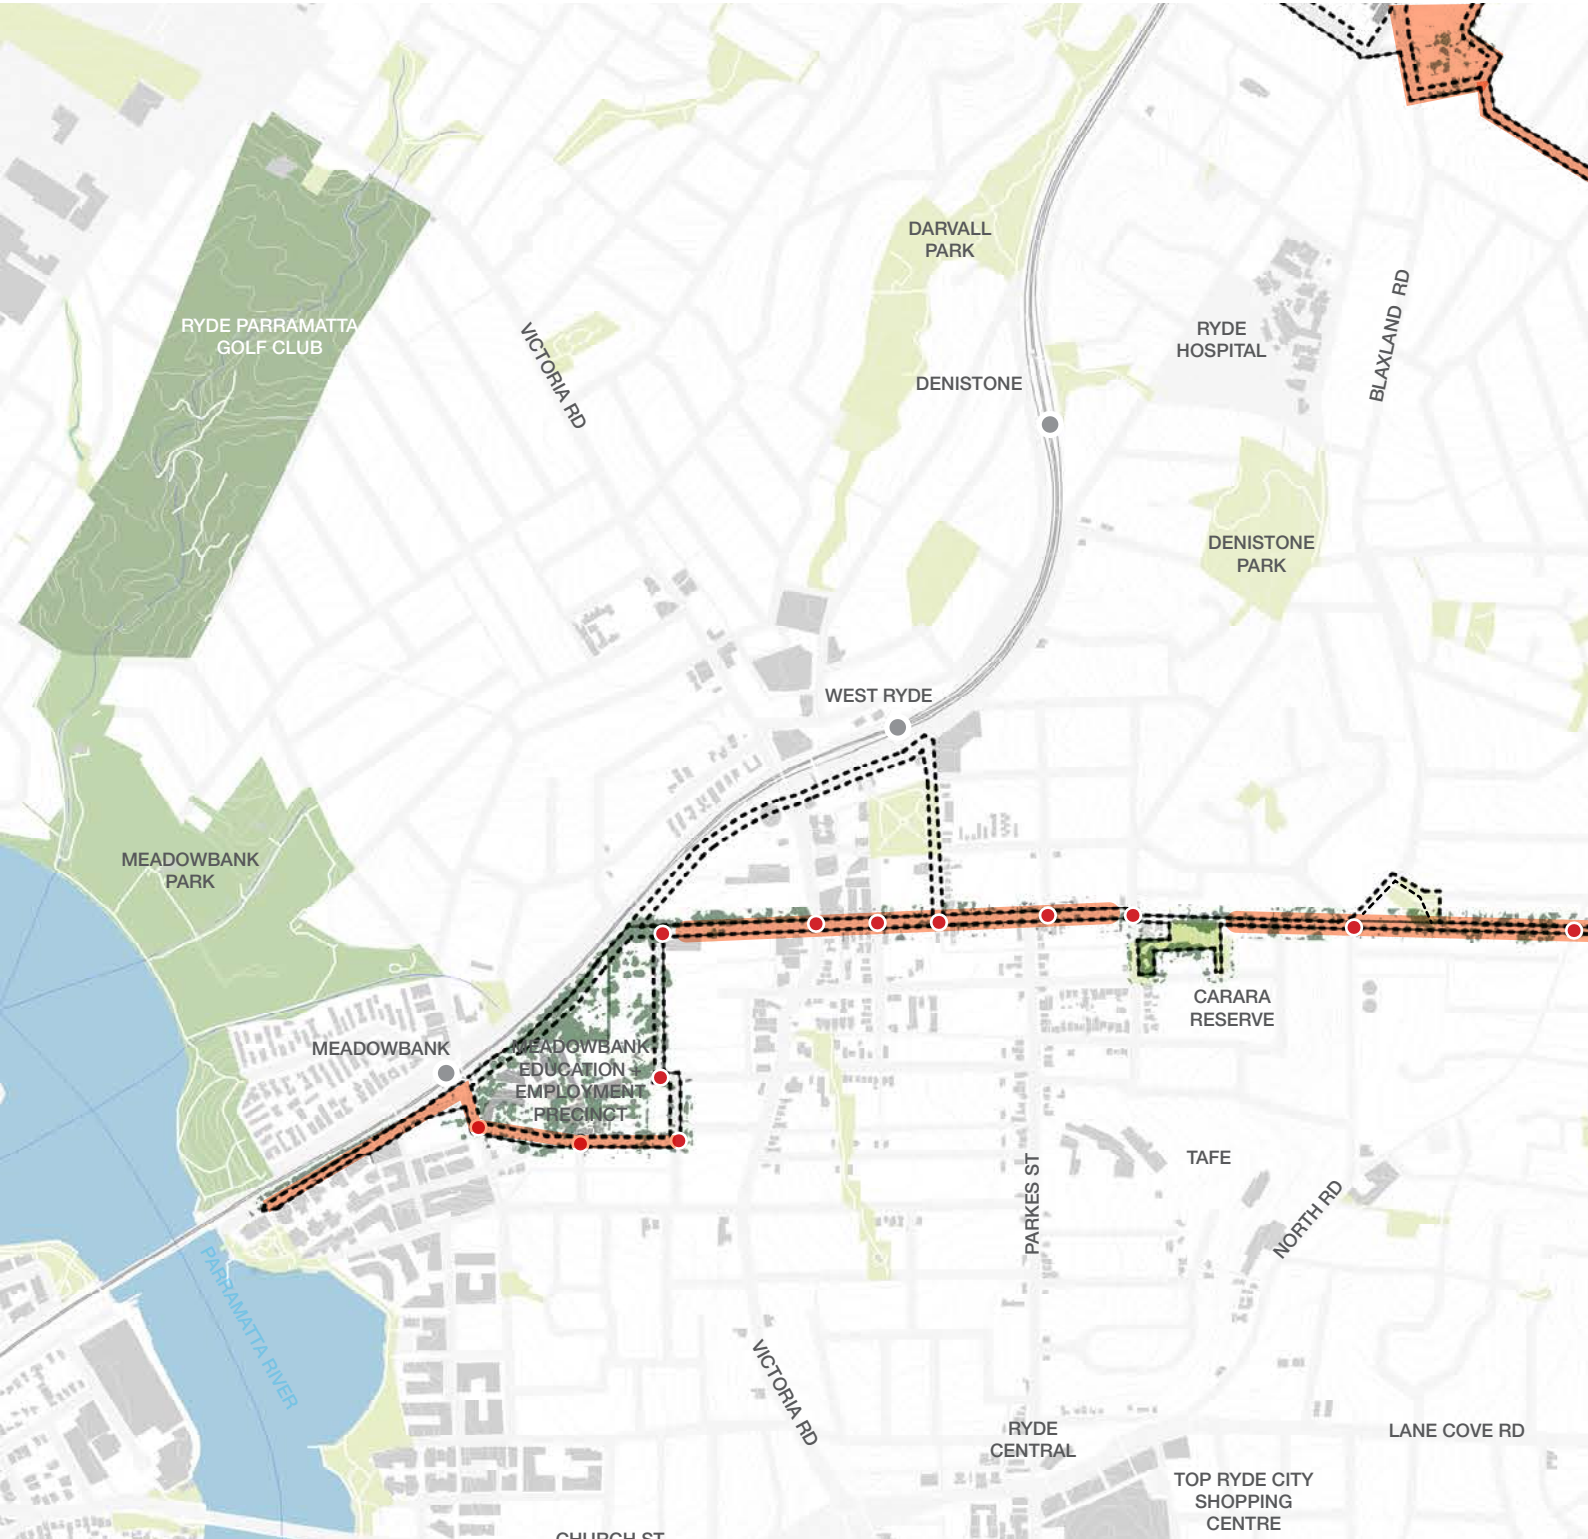 DARVALL
PARK
RYDE PARRAMATTA
GOLF CLUB
VICTORIA RD
RYDE
HOSPITAL
BLAXLAND RD
DENISTONE
DENISTONE
PARK
WEST RYDE
MEADOWBANK
PARK
CARARA
RESERVE
MEADOWBANK
MEADOWBANK
EDUCATION +
EMPLOYMENT
PRECINCT
PARKES ST
TAFE
NORTH RD
PARRAMATTA RIVER
VICTORIA RD
RYDE
CENTRAL
LANE COVE RD
TOP RYDE CITY
SHOPPING
CENTRE
CHURCH ST